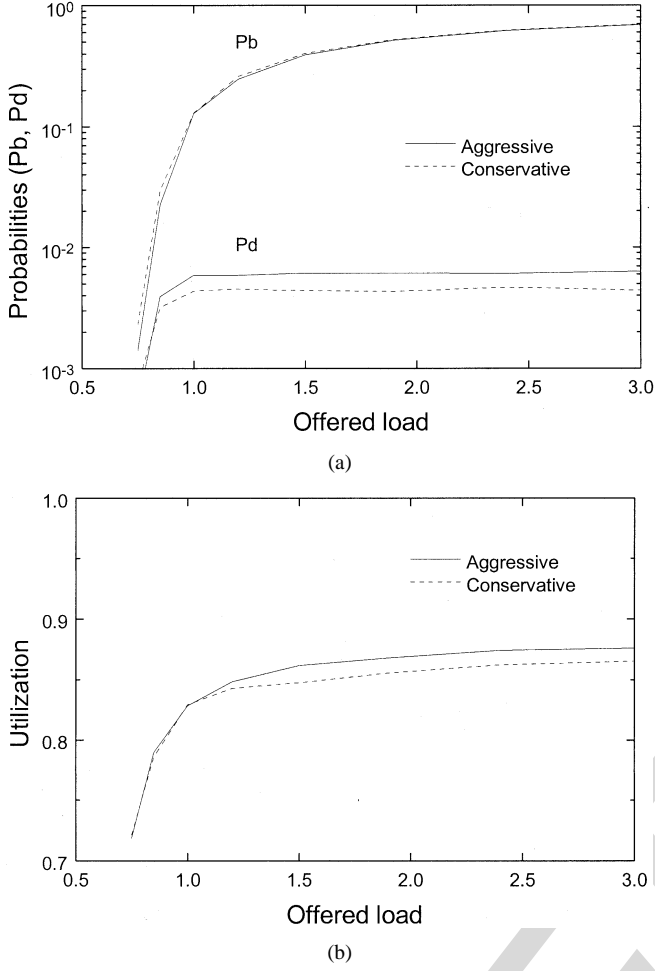 10⁰
10⁻¹
10⁻²
10⁻³
Probabilities (Pb, Pd)
Pb
Aggressive
Conservative
Pd
0.5 1.0 1.5 2.0 2.5 3.0
Offered load
(a)
1.0
0.9
0.8
0.7
Utilization
Aggressive
Conservative
0.5 1.0 1.5 2.0 2.5 3.0
Offered load
(b)